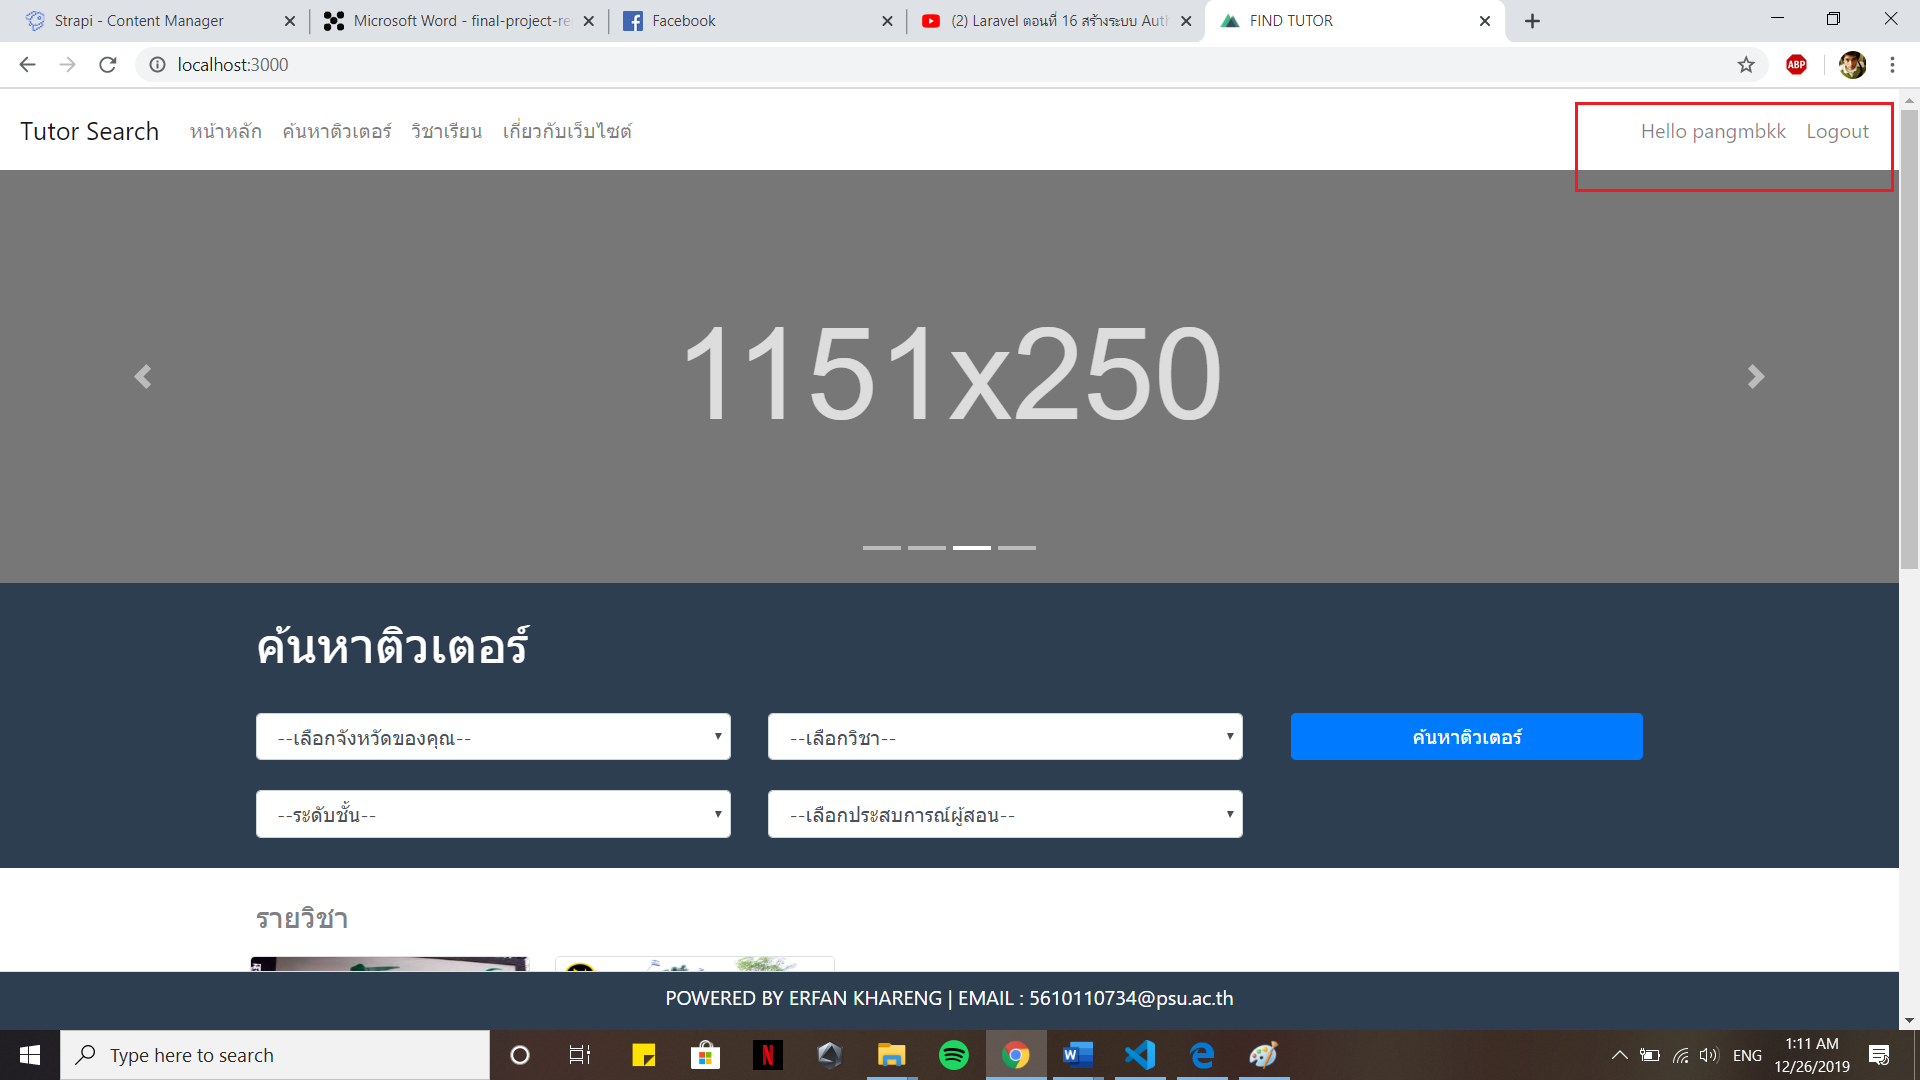 Strapi - Content Manager
Microsoft Word - final-project-re
Facebook
(2) Laravel ตอนที่ 16 สร้างระบบ Auth
FIND TUTOR
localhost:3000
ABP
Tutor Search
หน้าหลัก
ค้นหาติวเตอร์
วิชาเรียน
เกี่ยวกับเว็บไซต์
Hello pangmbkk
Logout
1151x250
ค้นหาติวเตอร์
--เลือกจังหวัดของคุณ--
--เลือกวิชา--
ค้นหาติวเตอร์
--ระดับชั้น--
--เลือกประสบการณ์ผู้สอน--
รายวิชา
POWERED BY ERFAN KHARENG | EMAIL : 5610110734@psu.ac.th
Type here to search
ENG
1:11 AM
12/26/2019